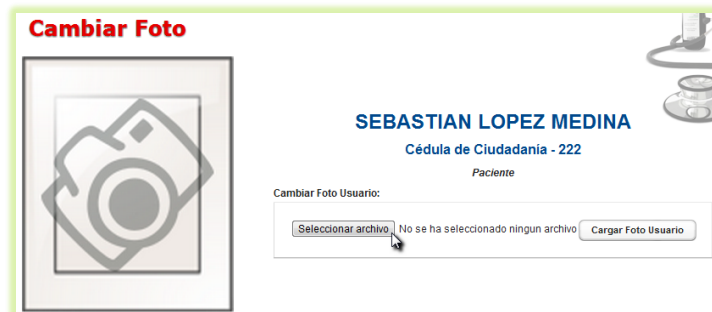 Cambiar Foto
SEBASTIAN LOPEZ MEDINA
Cédula de Ciudadanía - 222
Paciente
Cambiar Foto Usuario:
Seleccionar archivo No se ha seleccionado ningun archivo Cargar Foto Usuario